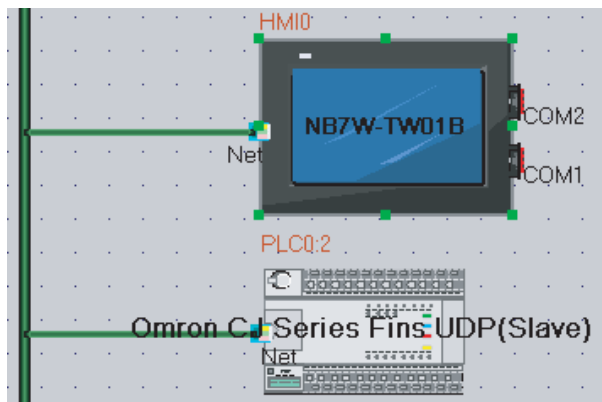 HMI0
NB7W-TW01B
COM2
Net
COM1
PLC0:2
Omron CJ Series Fins UDP(Slave)
Net